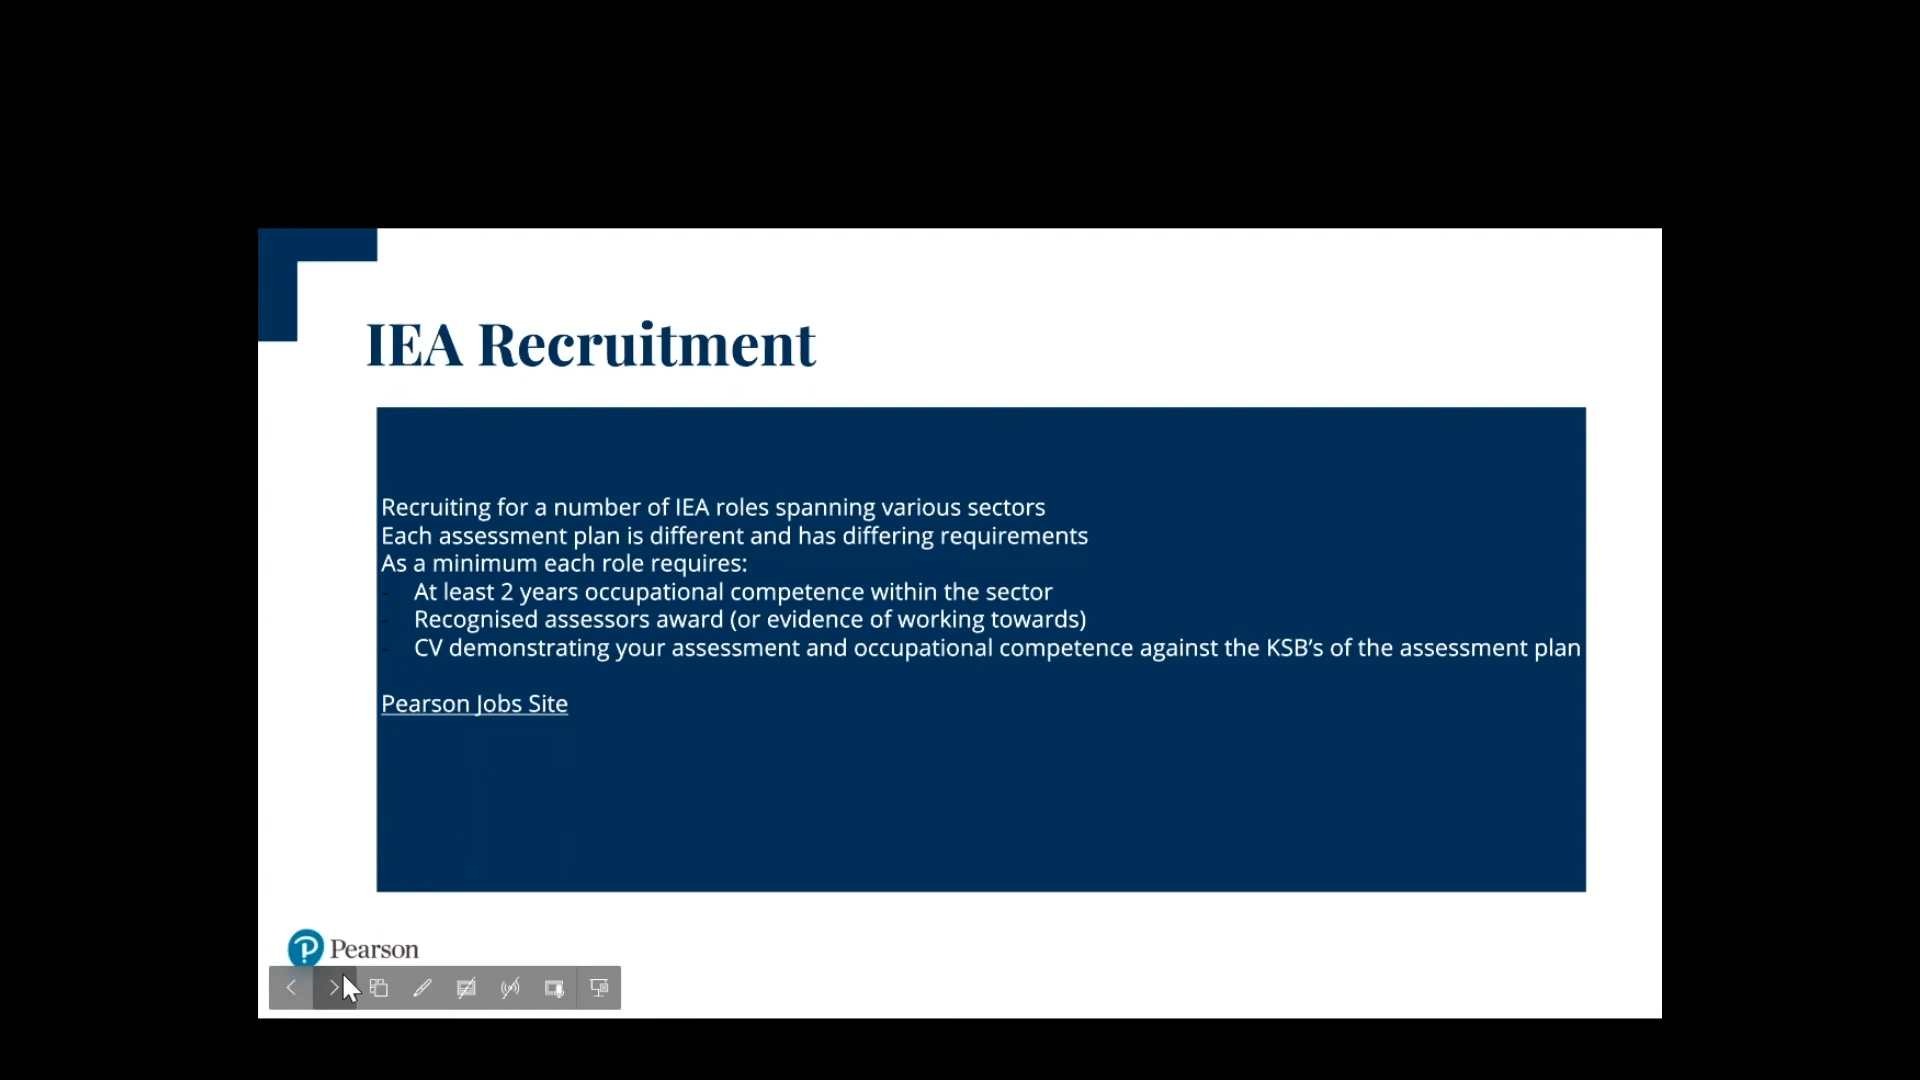 IEA Recruitment
Recruiting for a number of IEA roles spanning various sectors
Each assessment plan is different and has differing requirements
As a minimum each role requires:
- At least 2 years occupational competence within the sector
- Recognised assessors award (or evidence of working towards)
- CV demonstrating your assessment and occupational competence against the KSB’s of the assessment plan
Pearson Jobs Site
Pearson